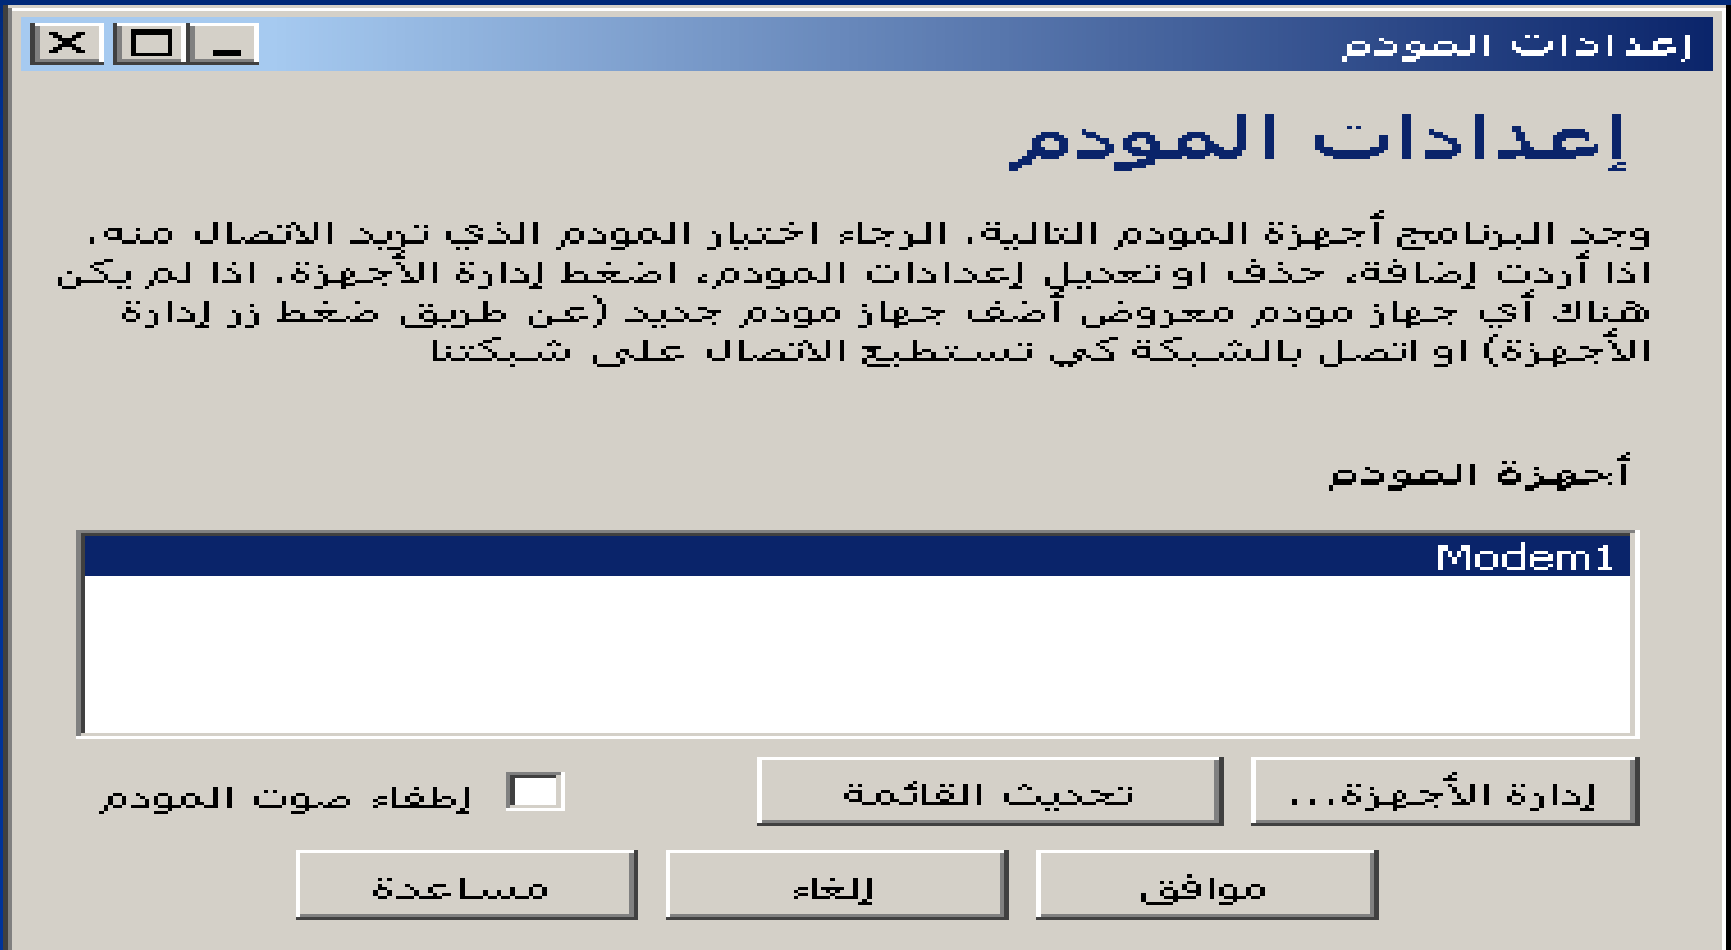 إعدادات المودم
إعدادات المودم
وجد البرنامج أجهزة المودم التالية. الرجاء اختيار المودم الذي تريد الاتصال منه.
اذا أردت إضافة، حذف او تعديل إعدادات المودم، اضغط إدارة الأجهزة. اذا لم يكن
هناك أي جهاز مودم معروض أضف جهاز مودم جديد (عن طريق ضغط زر إدارة
الأجهزة) او اتصل بالشبكة كي تستطيع الاتصال على شبكتنا
أجهزة المودم
Modem1
إدارة الأجهزة... تحديث القائمة إطفاء صوت المودم
موافق إلغاء مساعدة